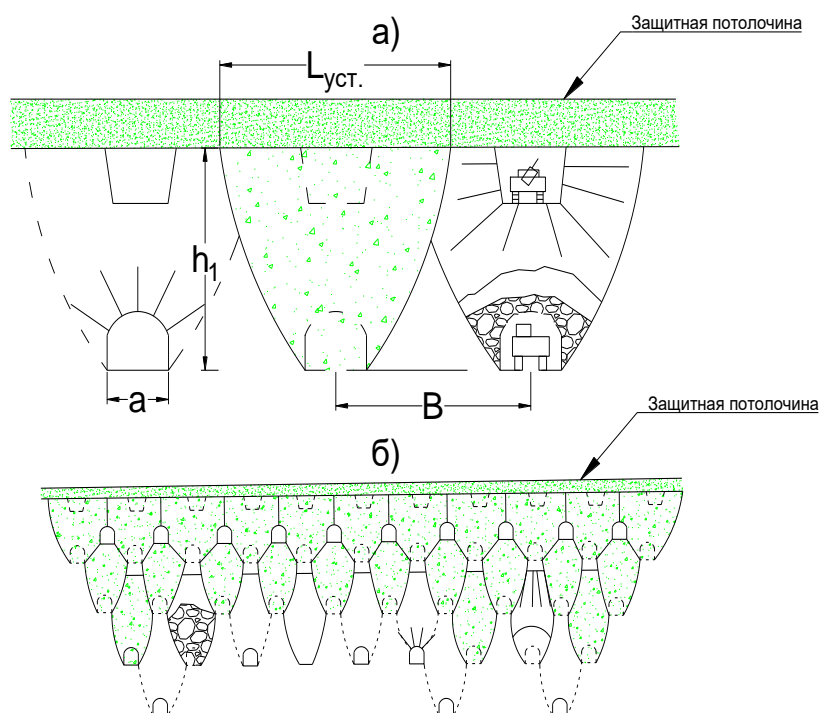 а)
Защитная потолочина
Lуст.
h1
а
В
Защитная потолочина
б)